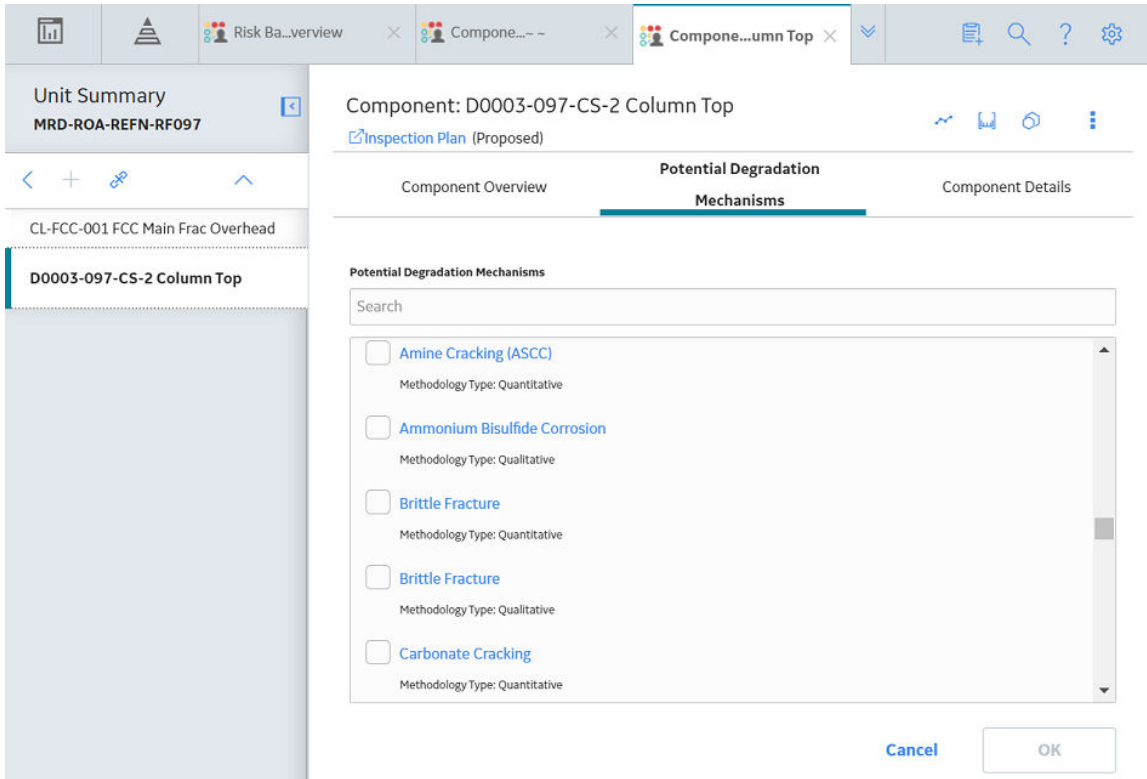 Risk Ba...verview
Compone...~ ~
Compone...umn Top
Unit Summary
MRD-ROA-REFN-RF097
CL-FCC-001 FCC Main Frac Overhead
D0003-097-CS-2 Column Top
Component: D0003-097-CS-2 Column Top
Inspection Plan (Proposed)
Component Overview
Potential Degradation
Mechanisms
Component Details
Potential Degradation Mechanisms
Search
Amine Cracking (ASCC)
Methodology Type: Quantitative
Ammonium Bisulfide Corrosion
Methodology Type: Qualitative
Brittle Fracture
Methodology Type: Quantitative
Brittle Fracture
Methodology Type: Qualitative
Carbonate Cracking
Methodology Type: Quantitative
Cancel
OK